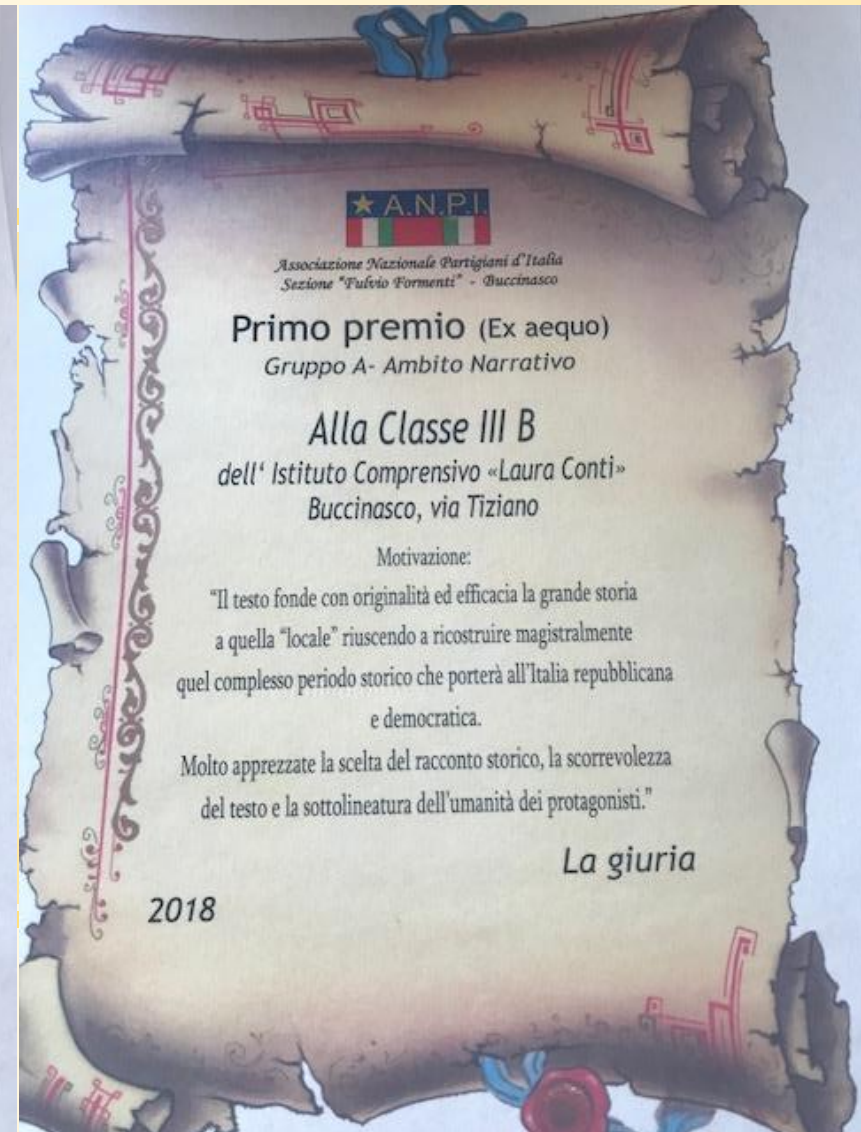 A.N.P.I.
Associazione Nazionale Partigiani d'Italia
Sezione "Fulvio Formenti" - Buccinasco
Primo premio (Ex aequo)
Gruppo A- Ambito Narrativo
Alla Classe III B
dell' Istituto Comprensivo «Laura Conti»
Buccinasco, via Tiziano
Motivazione:
"Il testo fonde con originalità ed efficacia la grande storia
a quella "locale" riuscendo a ricostruire magistralmente
quel complesso periodo storico che porterà all'Italia repubblicana
e democratica.
Molto apprezzate la scelta del racconto storico, la scorrevolezza
del testo e la sottolineatura dell'umanità dei protagonisti."
La giuria
2018